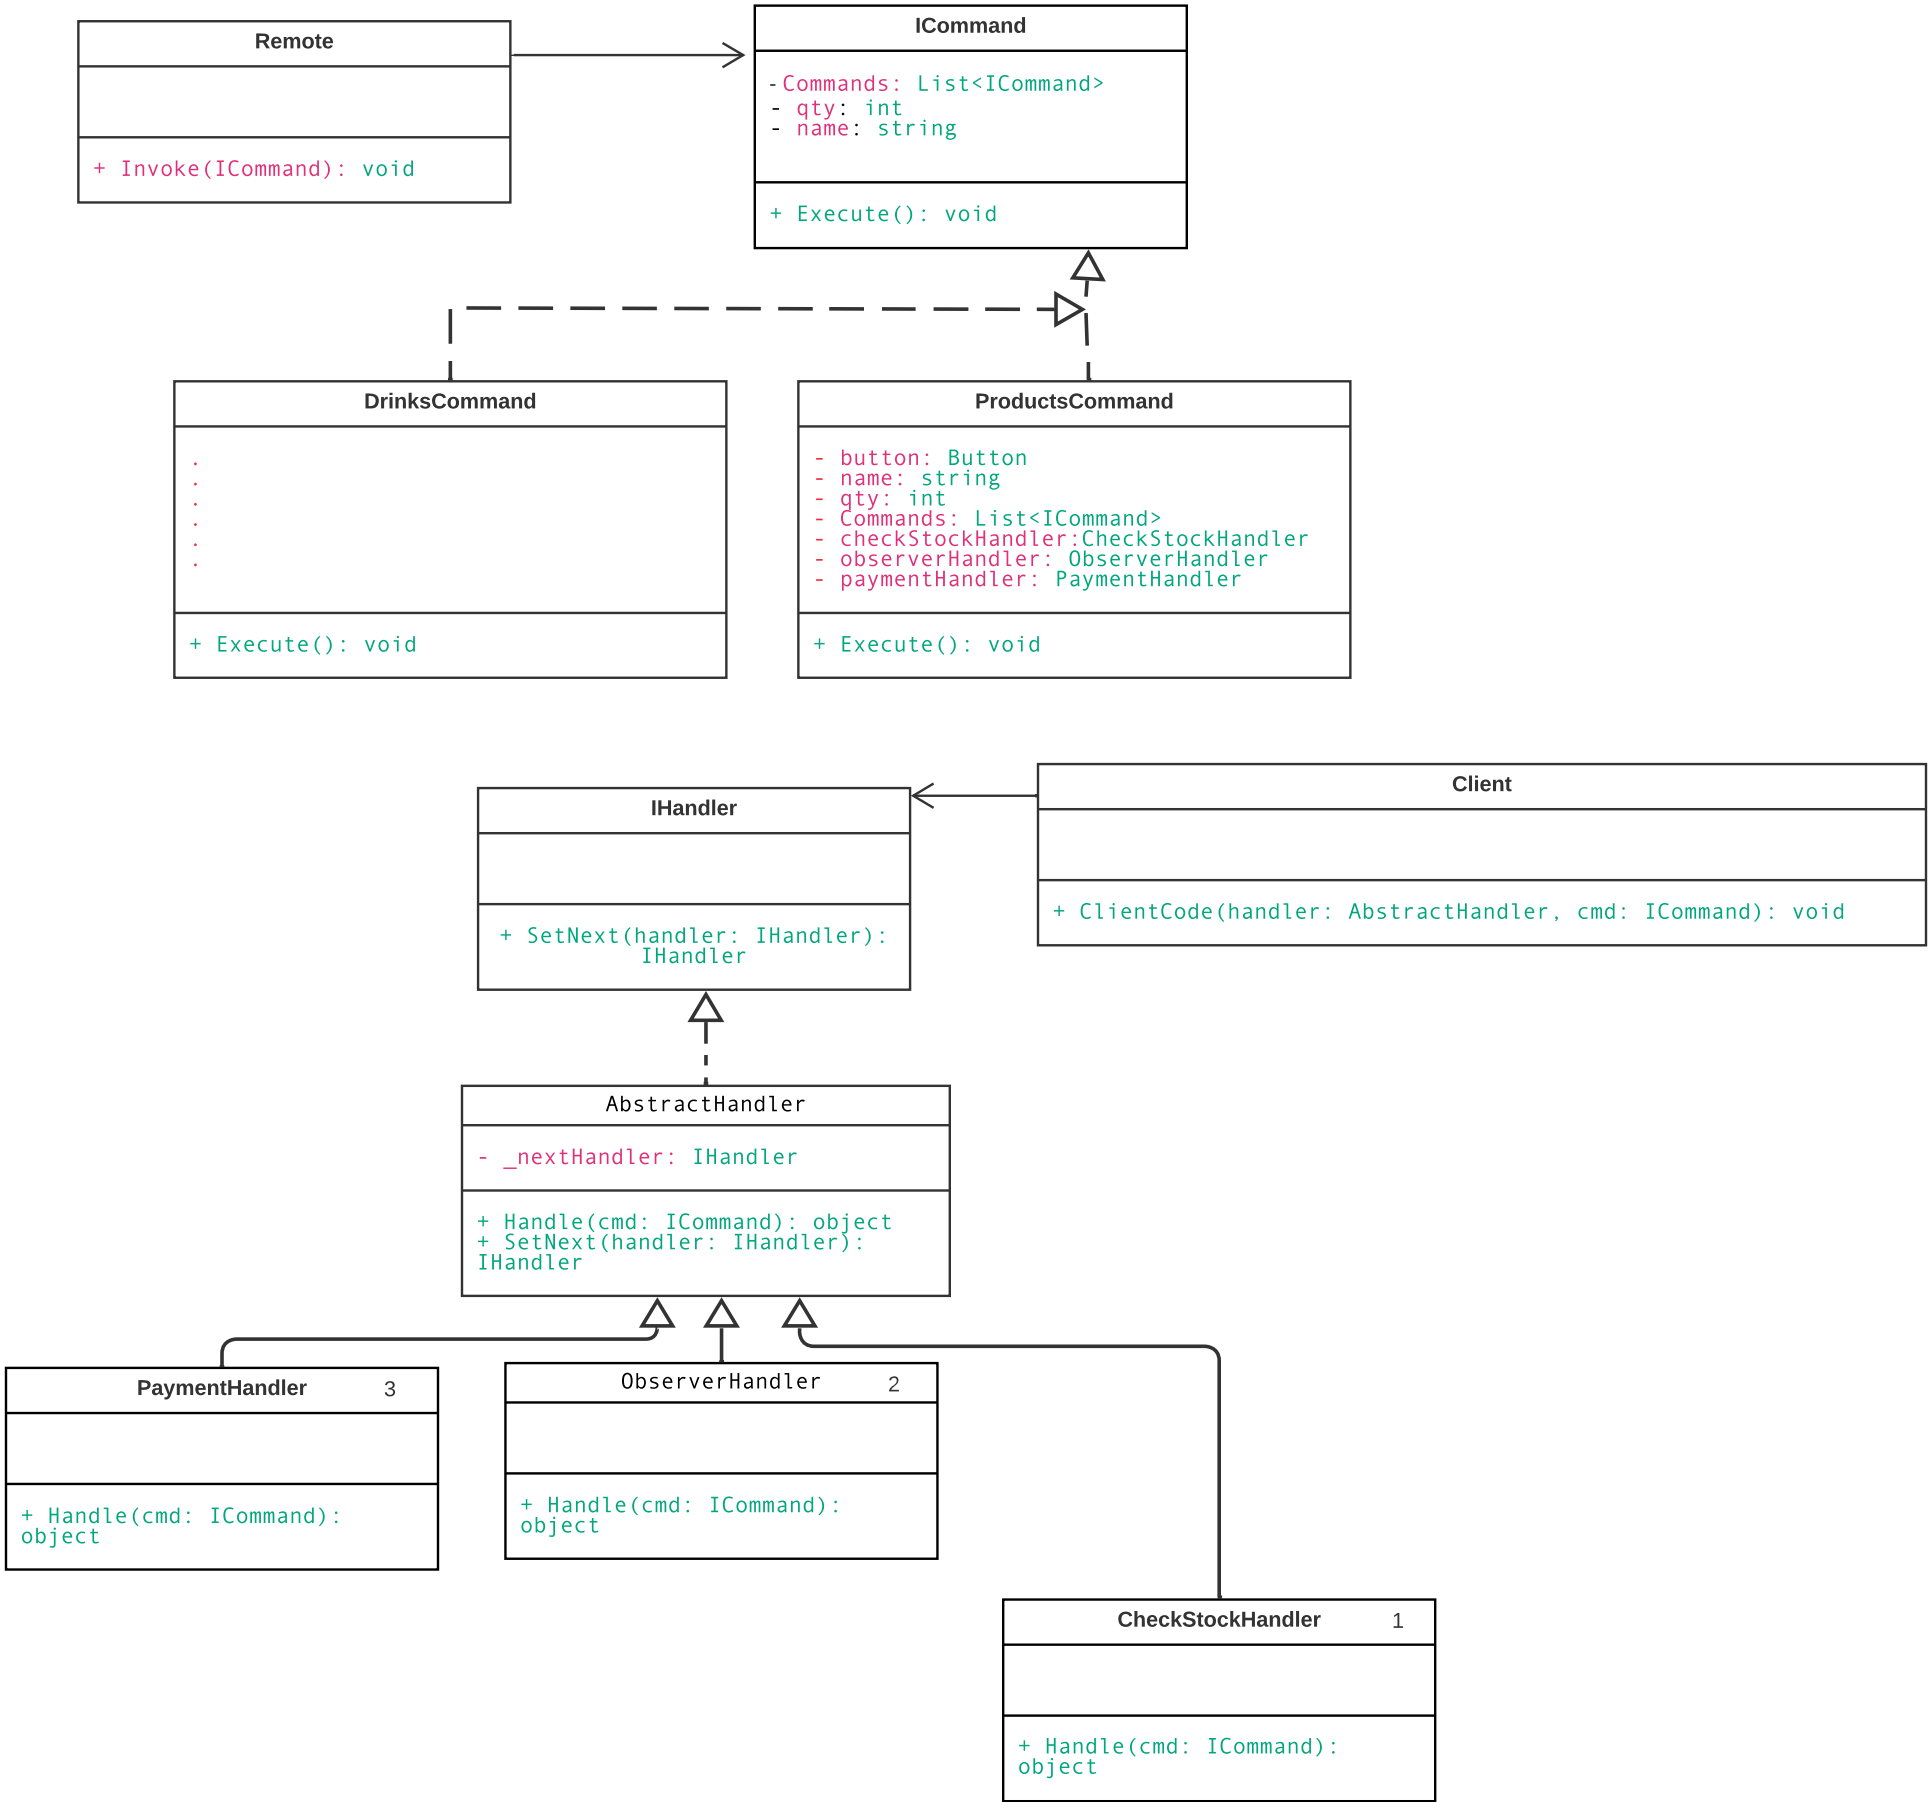 Remote
+ Invoke(ICommand): void
ICommand
-Commands: List<ICommand>
- qty: int
- name: string
+ Execute(): void
DrinksCommand
.
.
.
.
.
.
+ Execute(): void
ProductsCommand
- button: Button
- name: string
- qty: int
- Commands: List<ICommand>
- checkStockHandler:CheckStockHandler
- observerHandler: ObserverHandler
- paymentHandler: PaymentHandler
+ Execute(): void
IHandler
+ SetNext(handler: IHandler):
IHandler
Client
+ ClientCode(handler: AbstractHandler, cmd: ICommand): void
AbstractHandler
- _nextHandler: IHandler
+ Handle(cmd: ICommand): object
+ SetNext(handler: IHandler):
IHandler
PaymentHandler 3
+ Handle(cmd: ICommand):
object
ObserverHandler 2
+ Handle(cmd: ICommand):
object
CheckStockHandler 1
+ Handle(cmd: ICommand):
object